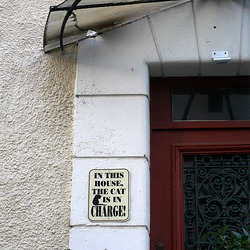 IN THIS
HOUSE,
THE CAT
IS IN
CHARGE!